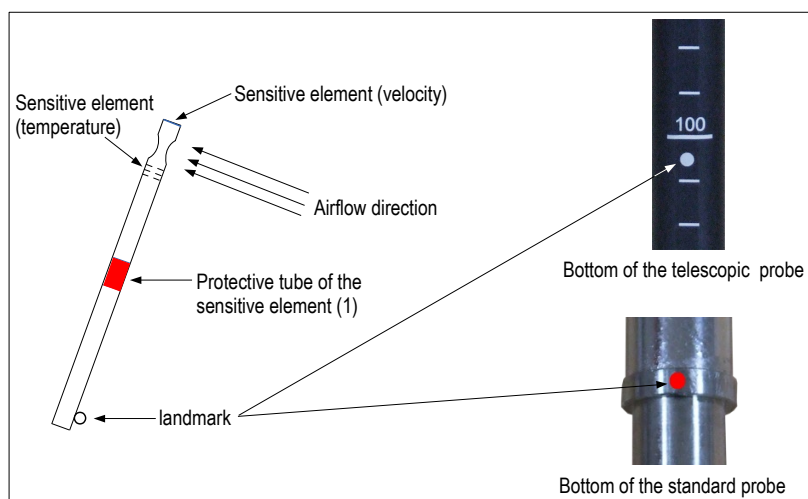 Sensitive element
(temperature)
Sensitive element (velocity)
Airflow direction
Protective tube of the
sensitive element (1)
landmark
100
Bottom of the telescopic probe
Bottom of the standard probe